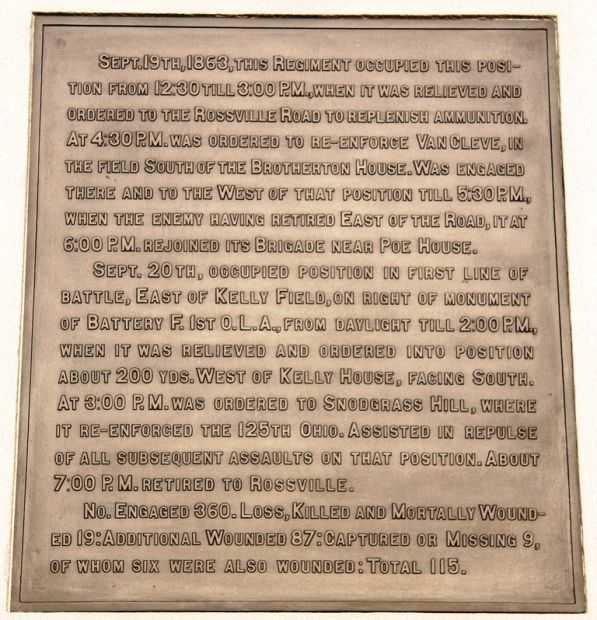 SEPT. 19TH, 1863, THIS REGIMENT OCCUPIED THIS POSI-
TION FROM 12:30 TILL 3:00 P.M., WHEN IT WAS RELIEVED AND
ORDERED TO THE ROSSVILLE ROAD TO REPLENISH AMMUNITION.
AT 4:30 P.M. WAS ORDERED TO RE-ENFORCE VAN CLEVE, IN
THE FIELD SOUTH OF THE BROTHERTON HOUSE. WAS ENGAGED
THERE AND TO THE WEST OF THAT POSITION TILL 5:30 P.M.,
WHEN THE ENEMY HAVING RETIRED EAST OF THE ROAD, IT AT
6:00 P.M. REJOINED ITS BRIGADE NEAR POE HOUSE.
SEPT. 20TH, OCCUPIED POSITION IN FIRST LINE OF
BATTLE, EAST OF KELLY FIELD, ON RIGHT OF MONUMENT
OF BATTERY F. 1ST O.L.A., FROM DAYLIGHT TILL 2:00 P.M.,
WHEN IT WAS RELIEVED AND ORDERED INTO POSITION
ABOUT 200 YDS. WEST OF KELLY HOUSE, FACING SOUTH.
AT 3:00 P.M. WAS ORDERED TO SNODGRASS HILL, WHERE
IT RE-ENFORCED THE 125TH OHIO. ASSISTED IN REPULSE
OF ALL SUBSEQUENT ASSAULTS ON THAT POSITION. ABOUT
7:00 P.M. RETIRED TO ROSSVILLE.
NO. ENGAGED 360. LOSS, KILLED AND MORTALLY WOUND-
ED 19: ADDITIONAL WOUNDED 87: CAPTURED OR MISSING 9,
OF WHOM SIX WERE ALSO WOUNDED: TOTAL 115.